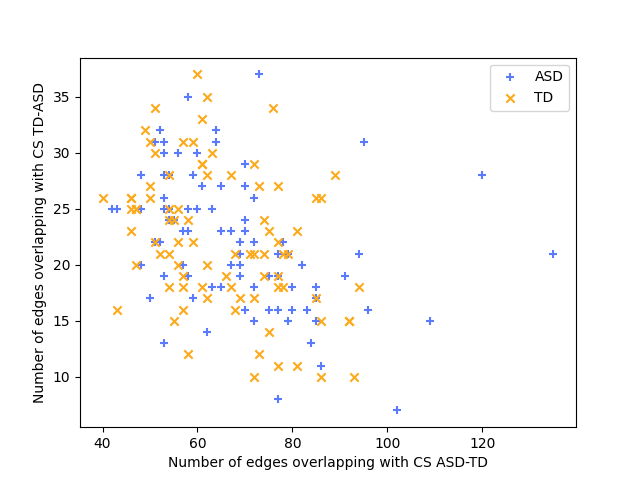 ASD
TD
35
30
25
20
15
10
40
60
80
100
120
Number of edges overlapping with CS TD-ASD
Number of edges overlapping with CS ASD-TD